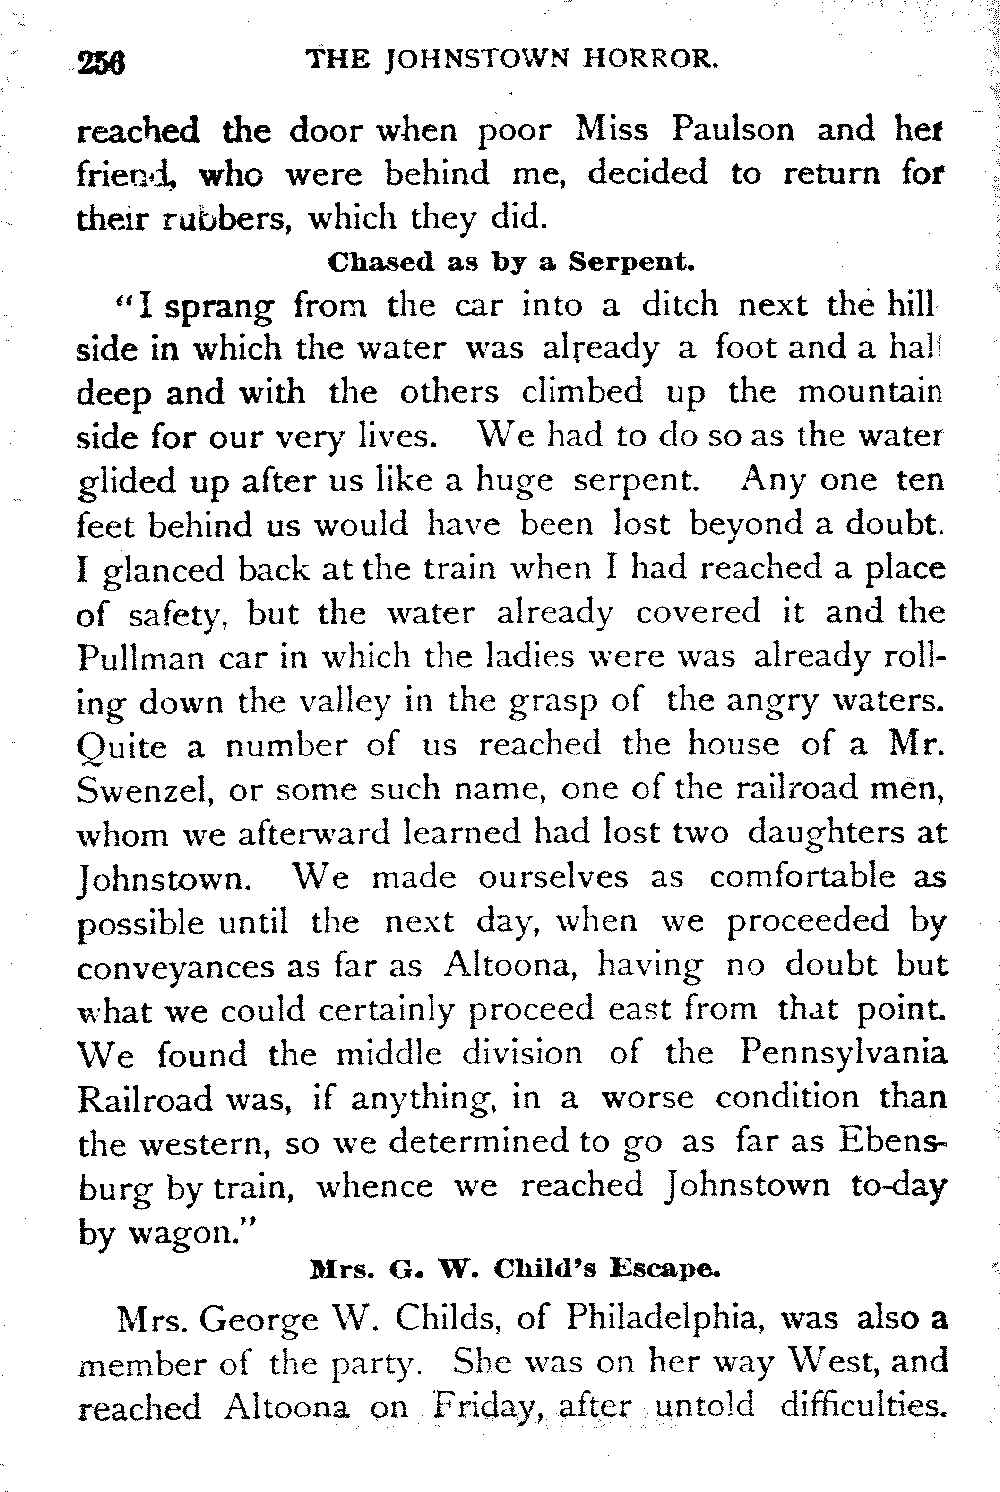 256 THE JOHNSTOWN HORROR.
reached the door when poor Miss Paulson and her
friend, who were behind me, decided to return for
their rubbers, which they did.
Chased as by a Serpent.
"I sprang from the car into a ditch next the hill
side in which the water was already a foot and a half
deep and with the others climbed up the mountain
side for our very lives. We had to do so as the water
glided up after us like a huge serpent. Any one ten
feet behind us would have been lost beyond a doubt.
I glanced back at the train when I had reached a place
of safety, but the water already covered it and the
Pullman car in which the ladies were was already roll-
ing down the valley in the grasp of the angry waters.
Quite a number of us reached the house of a Mr.
Swenzel, or some such name, one of the railroad men,
whom we afterward learned had lost two daughters at
Johnstown. We made ourselves as comfortable as
possible until the next day, when we proceeded by
conveyances as far as Altoona, having no doubt but
what we could certainly proceed east from that point.
We found the middle division of the Pennsylvania
Railroad was, if anything, in a worse condition than
the western, so we determined to go as far as Ebens-
burg by train, whence we reached Johnstown to-day
by wagon."
Mrs. G. W. Child's Escape.
Mrs. George W. Childs, of Philadelphia, was also a
member of the party. She was on her way West, and
reached Altoona on Friday, after untold difficulties.